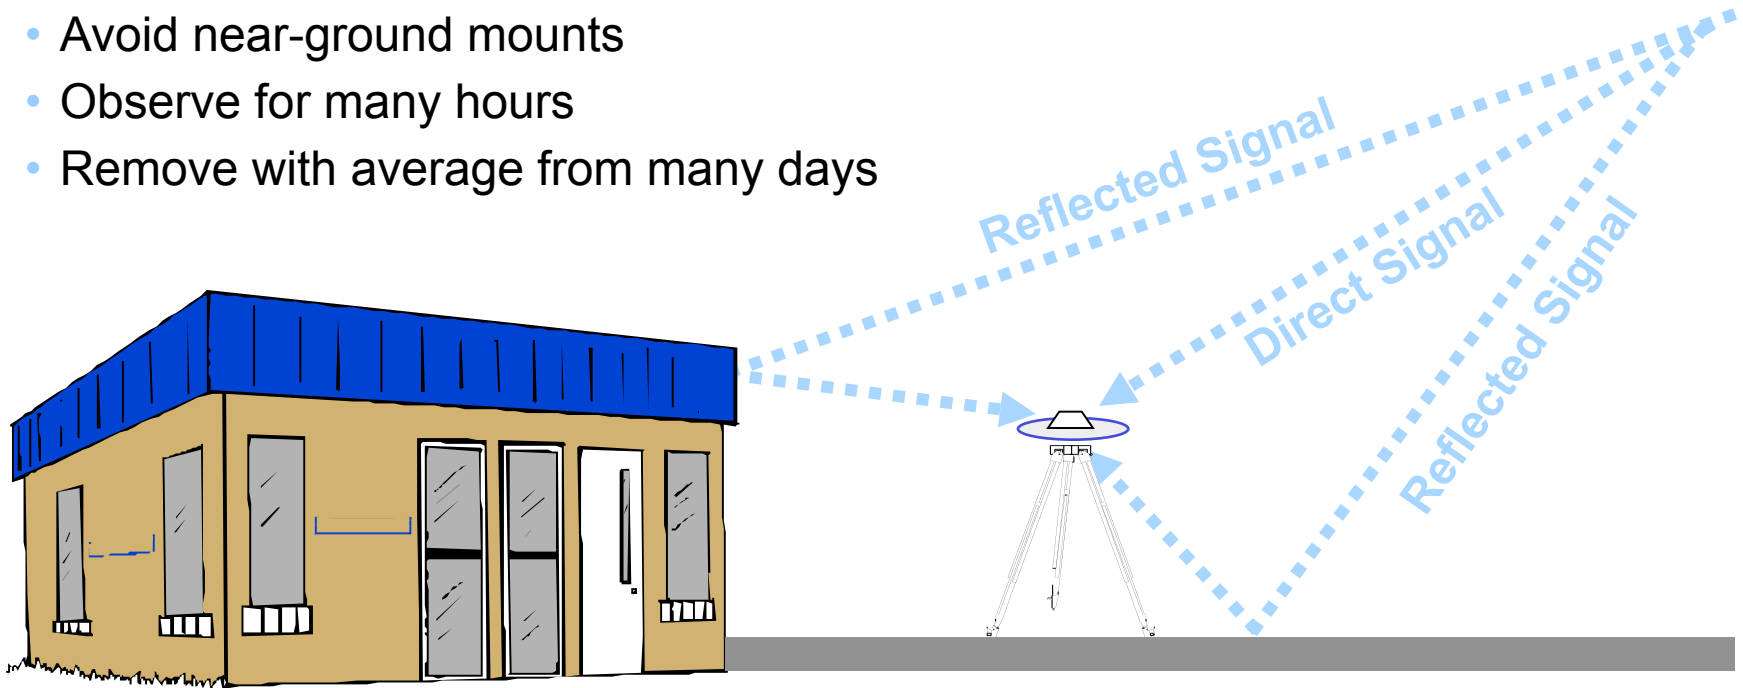 • Avoid near-ground mounts
• Observe for many hours
• Remove with average from many days
Reflected Signal
Direct Signal
Reflected Signal